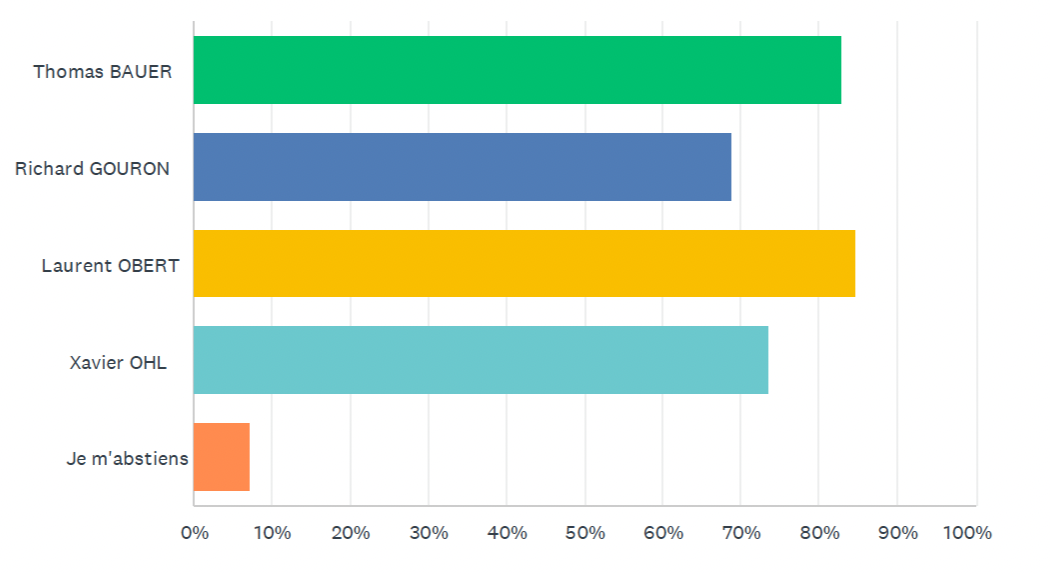 Thomas BAUER
Richard GOURON
Laurent OBERT
Xavier OHL
Je m'abstiens
0% 10% 20% 30% 40% 50% 60% 70% 80% 90% 100%